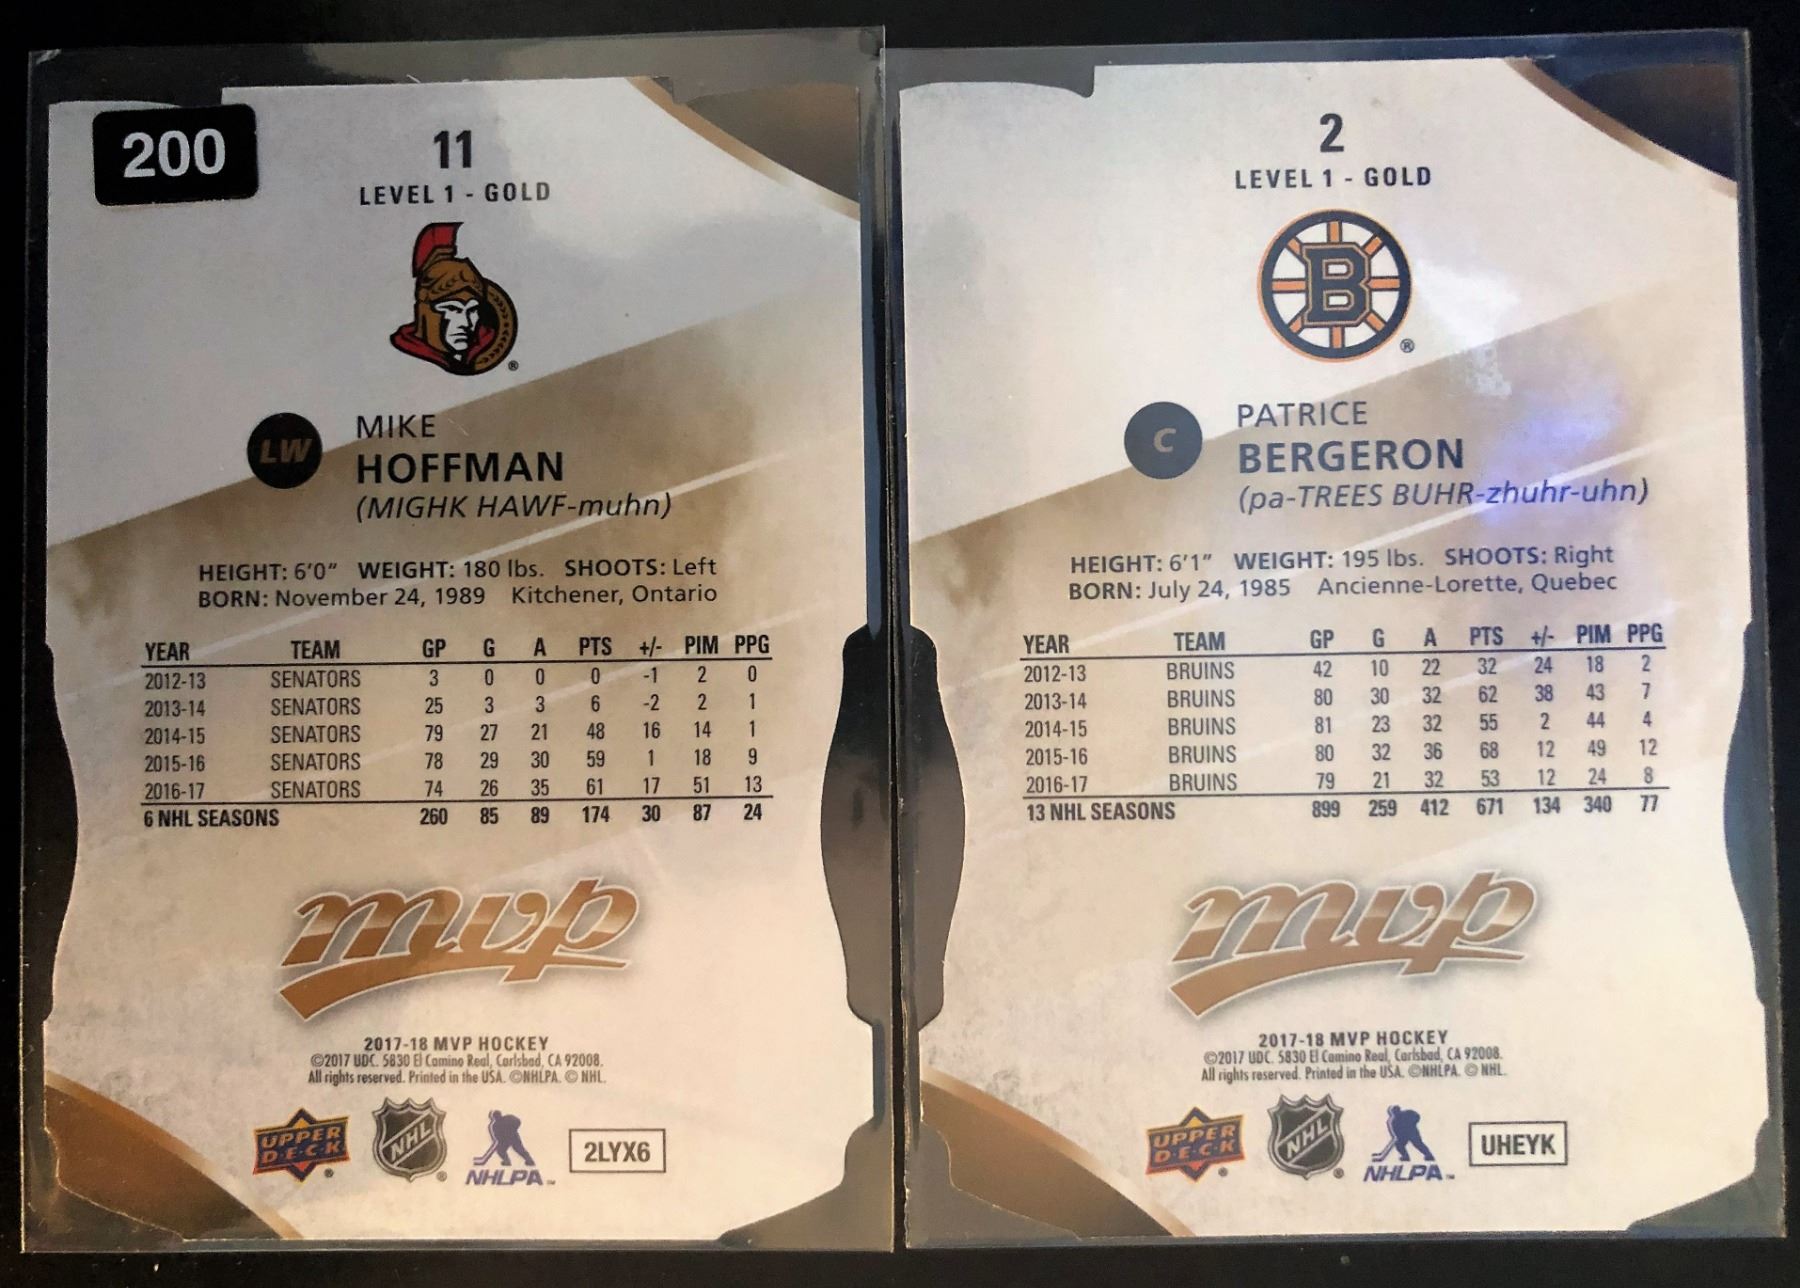 200
11
LEVEL 1 - GOLD
®
LW
MIKE
HOFFMAN
(MIGHK HAWF-muhn)
HEIGHT: 6'0" WEIGHT: 180 lbs. SHOOTS: Left
BORN: November 24, 1989 Kitchener, Ontario
YEAR TEAM GP G A PTS +/- PIM PPG
2012-13 SENATORS 3 0 0 0 -1 2 0
2013-14 SENATORS 25 3 3 6 -2 2 1
2014-15 SENATORS 79 27 21 48 16 14 1
2015-16 SENATORS 78 29 30 59 1 18 9
2016-17 SENATORS 74 26 35 61 17 51 13
6 NHL SEASONS 260 85 89 174 30 87 24
mvp
2017-18 MVP HOCKEY
©2017 UDC. 5830 El Camino Real, Carlsbad, CA 92008.
All rights reserved. Printed in the USA. ©NHLPA. © NHL.
UPPER
D·E·C·K ®
NHL ®
NHLPA™
2LYX6
2
LEVEL 1 - GOLD
B
®
C
PATRICE
BERGERON
(pa-TREES BUHR-zhuhr-uhn)
HEIGHT: 6'1" WEIGHT: 195 lbs. SHOOTS: Right
BORN: July 24, 1985 Ancienne-Lorette, Quebec
YEAR TEAM GP G A PTS +/- PIM PPG
2012-13 BRUINS 42 10 22 32 24 18 2
2013-14 BRUINS 80 30 32 62 38 43 7
2014-15 BRUINS 81 23 32 55 2 44 4
2015-16 BRUINS 80 32 36 68 12 49 12
2016-17 BRUINS 79 21 32 53 12 24 8
13 NHL SEASONS 899 259 412 671 134 340 77
mvp
2017-18 MVP HOCKEY
©2017 UDC. 5830 El Camino Real, Carlsbad, CA 92008.
All rights reserved. Printed in the USA. ©NHLPA. © NHL.
UPPER
D·E·C·K ®
NHL ®
NHLPA™
UHEYK